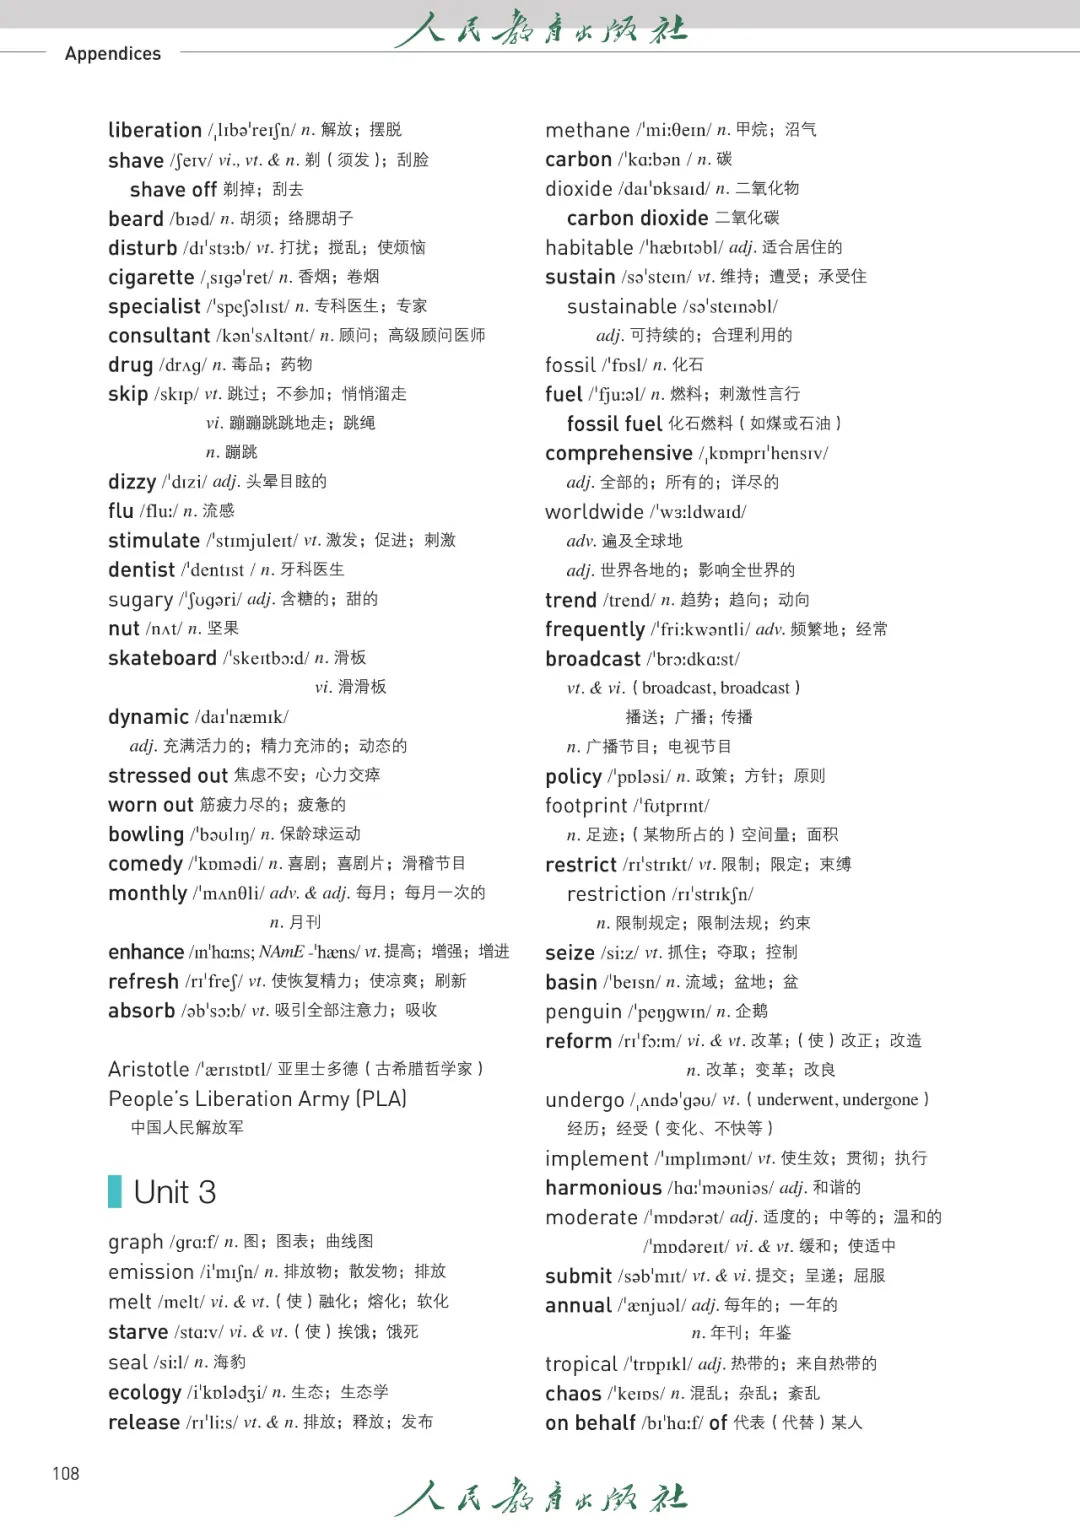 人民教育出版社
Appendices
liberation /ˌlɪbəˈreɪʃn/ n. 解放；摆脱
shave /ʃeɪv/ vi., vt. & n. 剃（须发）；刮脸
shave off 剃掉；刮去
beard /bɪəd/ n. 胡须；络腮胡子
disturb /dɪˈstɜːb/ vt. 打扰；搅乱；使烦恼
cigarette /ˌsɪɡəˈret/ n. 香烟；卷烟
specialist /ˈspeʃəlɪst/ n. 专科医生；专家
consultant /kənˈsʌltənt/ n. 顾问；高级顾问医师
drug /drʌɡ/ n. 毒品；药物
skip /skɪp/ vt. 跳过；不参加；悄悄溜走
vi. 蹦蹦跳跳地走；跳绳
n. 蹦跳
dizzy /ˈdɪzi/ adj. 头晕目眩的
flu /fluː/ n. 流感
stimulate /ˈstɪmjuleɪt/ vt. 激发；促进；刺激
dentist /ˈdentɪst / n. 牙科医生
sugary /ˈʃʊɡəri/ adj. 含糖的；甜的
nut /nʌt/ n. 坚果
skateboard /ˈskeɪtbɔːd/ n. 滑板
vi. 滑滑板
dynamic /daɪˈnæmɪk/
adj. 充满活力的；精力充沛的；动态的
stressed out 焦虑不安；心力交瘁
worn out 筋疲力尽的；疲惫的
bowling /ˈbəʊlɪŋ/ n. 保龄球运动
comedy /ˈkɒmədi/ n. 喜剧；喜剧片；滑稽节目
monthly /ˈmʌnθli/ adv. & adj. 每月；每月一次的
n. 月刊
enhance /ɪnˈhɑːns; NAmE -ˈhæns/ vt. 提高；增强；增进
refresh /rɪˈfreʃ/ vt. 使恢复精力；使凉爽；刷新
absorb /əbˈsɔːb/ vt. 吸引全部注意力；吸收
Aristotle /ˈærɪstɒtl/ 亚里士多德（古希腊哲学家）
People's Liberation Army (PLA)
中国人民解放军
Unit 3
graph /ɡrɑːf/ n. 图；图表；曲线图
emission /iˈmɪʃn/ n. 排放物；散发物；排放
melt /melt/ vi. & vt.（使）融化；熔化；软化
starve /stɑːv/ vi. & vt.（使）挨饿；饿死
seal /siːl/ n. 海豹
ecology /iˈkɒlədʒi/ n. 生态；生态学
release /rɪˈliːs/ vt. & n. 排放；释放；发布
methane /ˈmiːθeɪn/ n. 甲烷；沼气
carbon /ˈkɑːbən / n. 碳
dioxide /daɪˈɒksaɪd/ n. 二氧化物
carbon dioxide 二氧化碳
habitable /ˈhæbɪtəbl/ adj. 适合居住的
sustain /səˈsteɪn/ vt. 维持；遭受；承受住
sustainable /səˈsteɪnəbl/
adj. 可持续的；合理利用的
fossil /ˈfɒsl/ n. 化石
fuel /ˈfjuːəl/ n. 燃料；刺激性言行
fossil fuel 化石燃料（如煤或石油）
comprehensive /ˌkɒmprɪˈhensɪv/
adj. 全部的；所有的；详尽的
worldwide /ˈwɜːldwaɪd/
adv. 遍及全球地
adj. 世界各地的；影响全世界的
trend /trend/ n. 趋势；趋向；动向
frequently /ˈfriːkwəntli/ adv. 频繁地；经常
broadcast /ˈbrɔːdkɑːst/
vt. & vi.（broadcast, broadcast）
播送；广播；传播
n. 广播节目；电视节目
policy /ˈpɒləsi/ n. 政策；方针；原则
footprint /ˈfʊtprɪnt/
n. 足迹；（某物所占的）空间量；面积
restrict /rɪˈstrɪkt/ vt. 限制；限定；束缚
restriction /rɪˈstrɪkʃn/
n. 限制规定；限制法规；约束
seize /siːz/ vt. 抓住；夺取；控制
basin /ˈbeɪsn/ n. 流域；盆地；盆
penguin /ˈpeŋɡwɪn/ n. 企鹅
reform /rɪˈfɔːm/ vi. & vt. 改革；（使）改正；改造
n. 改革；变革；改良
undergo /ˌʌndəˈɡəʊ/ vt.（underwent, undergone）
经历；经受（变化、不快等）
implement /ˈɪmplɪmənt/ vt. 使生效；贯彻；执行
harmonious /hɑːˈməʊniəs/ adj. 和谐的
moderate /ˈmɒdərət/ adj. 适度的；中等的；温和的
/ˈmɒdəreɪt/ vi. & vt. 缓和；使适中
submit /səbˈmɪt/ vt. & vi. 提交；呈递；屈服
annual /ˈænjuəl/ adj. 每年的；一年的
n. 年刊；年鉴
tropical /ˈtrɒpɪkl/ adj. 热带的；来自热带的
chaos /ˈkeɪɒs/ n. 混乱；杂乱；紊乱
on behalf /bɪˈhɑːf/ of 代表（代替）某人
108
人民教育出版社